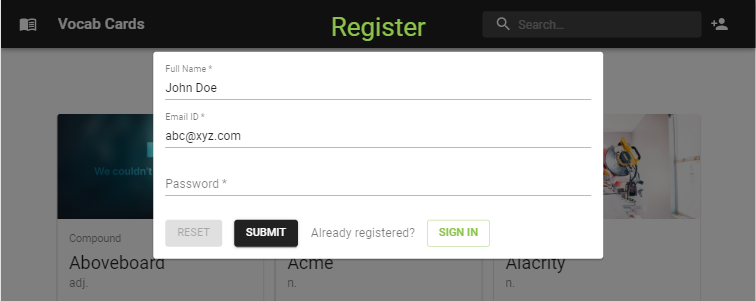 Vocab Cards
Register
Search...
Full Name *
John Doe
Email ID *
abc@xyz.com
We couldn't
Password *
RESET SUBMIT Already registered? SIGN IN
Compound
Aboveboard Acme Alacrity
adj. n. n.